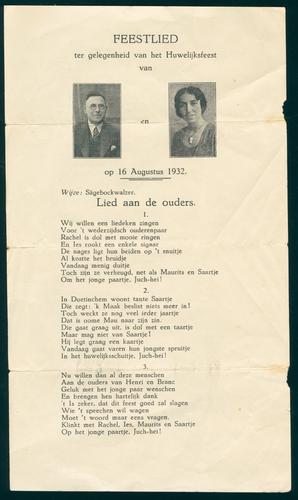 FEESTLIED
ter gelegenheid van het Huwelijksfeest
van
en
op 16 Augustus 1932.
Wijze: Sägebockwalzer.
Lied aan de ouders.
1.
Wij willen een liedeken zingen
Voor 't wederzijdsch ouderenpaar
Rachel is dol met mooie ringen
En Ies rookt een enkele sigaar
De nages ligt hun beiden op 't snuitje
Al kostte het bruidje
Vandaag menig duitje
Toch zijn ze verheugd, net als Maurits en Saartje
Om het jonge paartje, Juch-hei!
2.
In Doetinchem woont tante Saartje
Die zegt: 'k Maak beslist niets meer in!
Toch weckt ze nog veel ieder jaartje
Dat is oome Mau naar zijn zin.
Die gaat graag uit, is dol met een taartje
Maar mag niet van Saartje!
Hij legt graag een kaartje
Vandaag gaat varen hun jongste spruitje
In het huwelijksschuitje, Juch-hei!
3.
Nu willen dan al deze menschen
Aan de ouders van Henri en
Geluk met het jonge paar wenschen
En brengen hen hartelijk dank
't Is zeker, dat dit feest goed zal slagen
Wie 't speechen wil wagen
Moet 't woord maar eens vragen.
Klinkt met Rachel, Ies, Maurits en Saartje
Op het jonge paartje, Juch-hei!